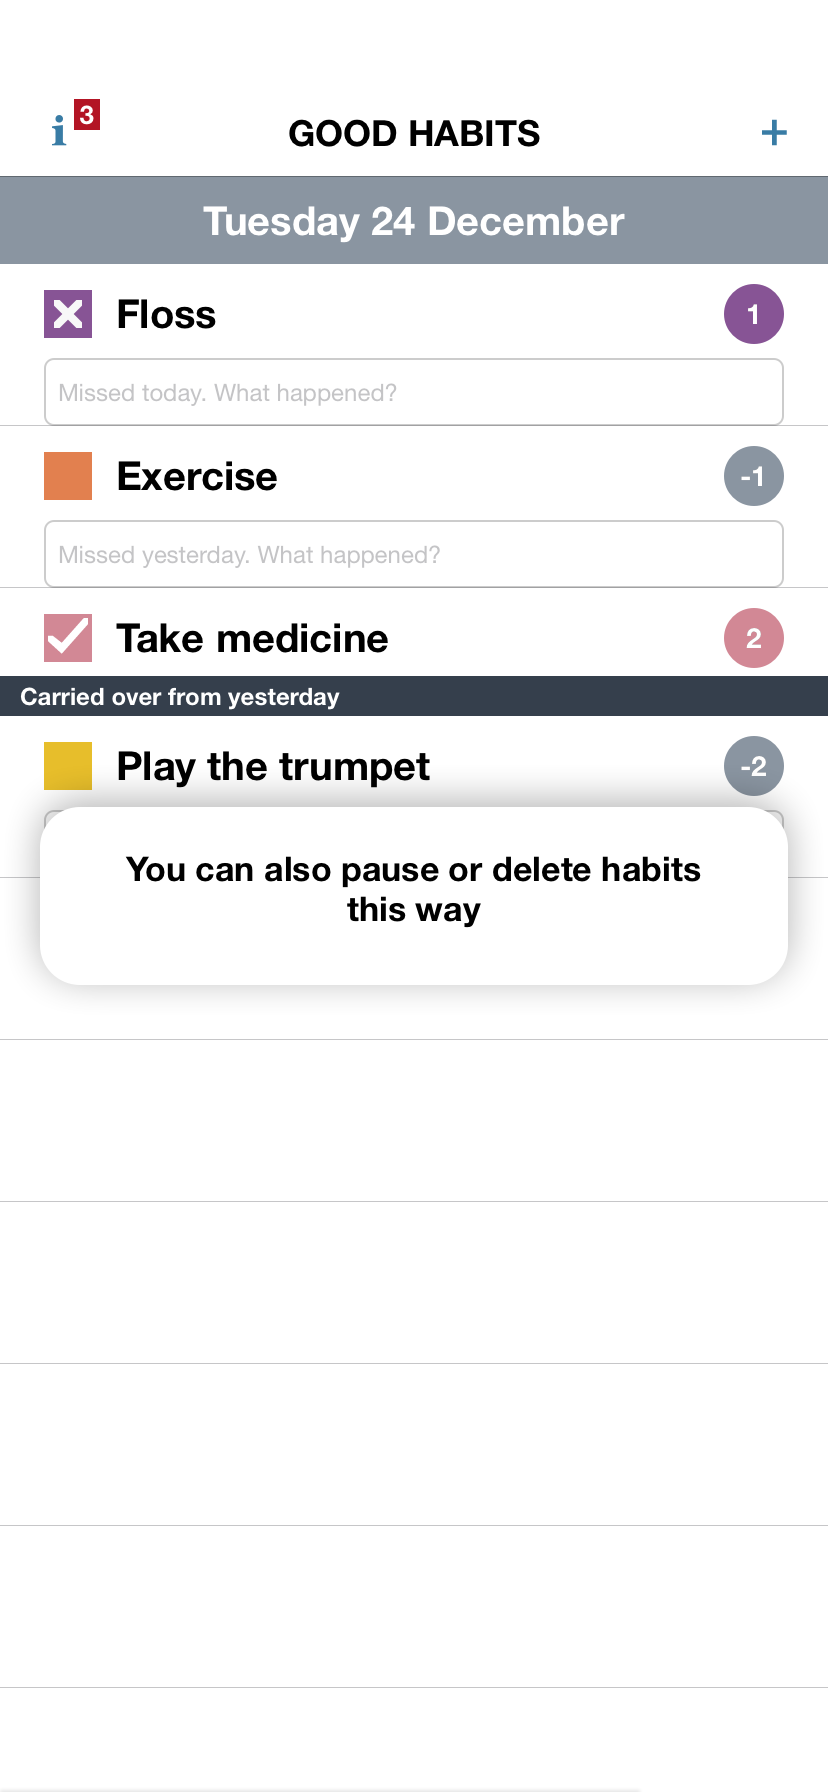 i 3
GOOD HABITS
+
Tuesday 24 December
Floss
1
Missed today. What happened?
Exercise
-1
Missed yesterday. What happened?
Take medicine
2
Carried over from yesterday
Play the trumpet
-2
You can also pause or delete habits
this way